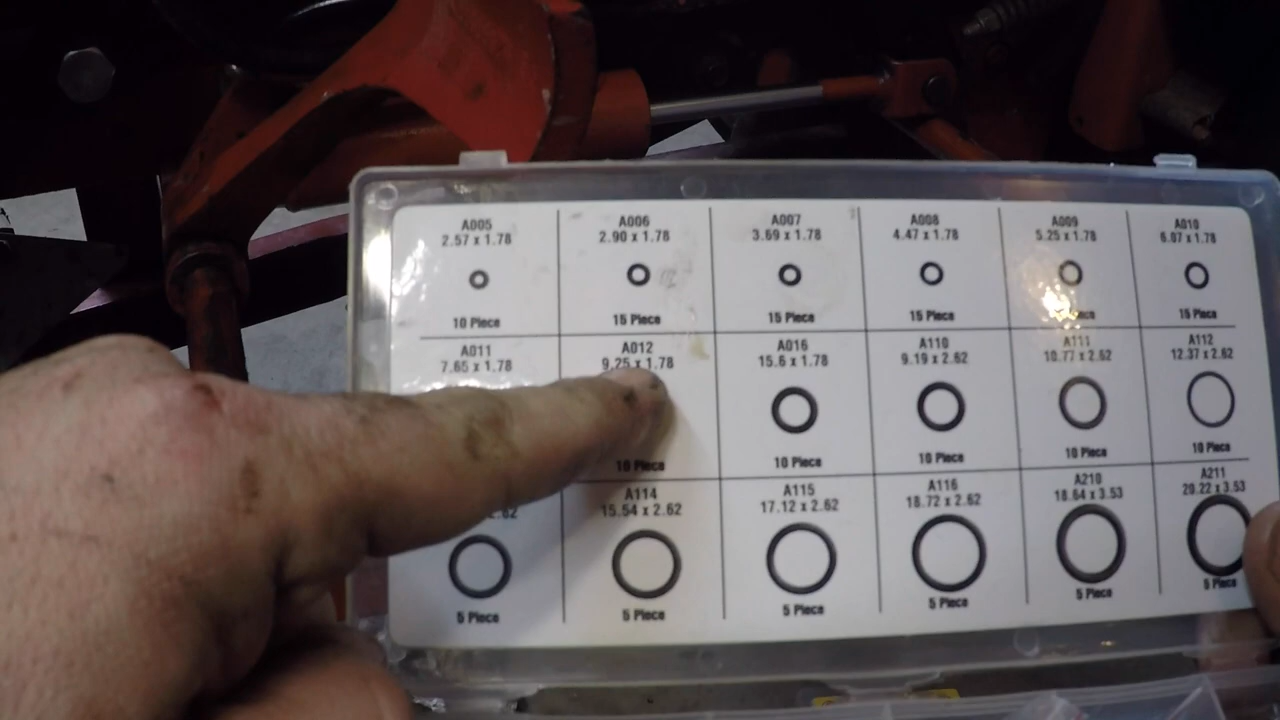 A005
2.57 x 1.78
10 Piece
A006
2.90 x 1.78
15 Piece
A007
3.69 x 1.78
15 Piece
A008
4.47 x 1.78
15 Piece
A009
5.25 x 1.78
15 Piece
A010
6.07 x 1.78
15 Piece
A011
7.65 x 1.78
A012
9.25 x 1.78
10 Piece
A016
15.6 x 1.78
10 Piece
A110
9.19 x 2.62
10 Piece
A111
10.77 x 2.62
10 Piece
A112
12.37 x 2.62
10 Piece
2.62
5 Piece
A114
15.54 x 2.62
5 Piece
A115
17.12 x 2.62
5 Piece
A116
18.72 x 2.62
5 Piece
A210
18.64 x 3.53
5 Piece
A211
20.22 x 3.53
5 Piece